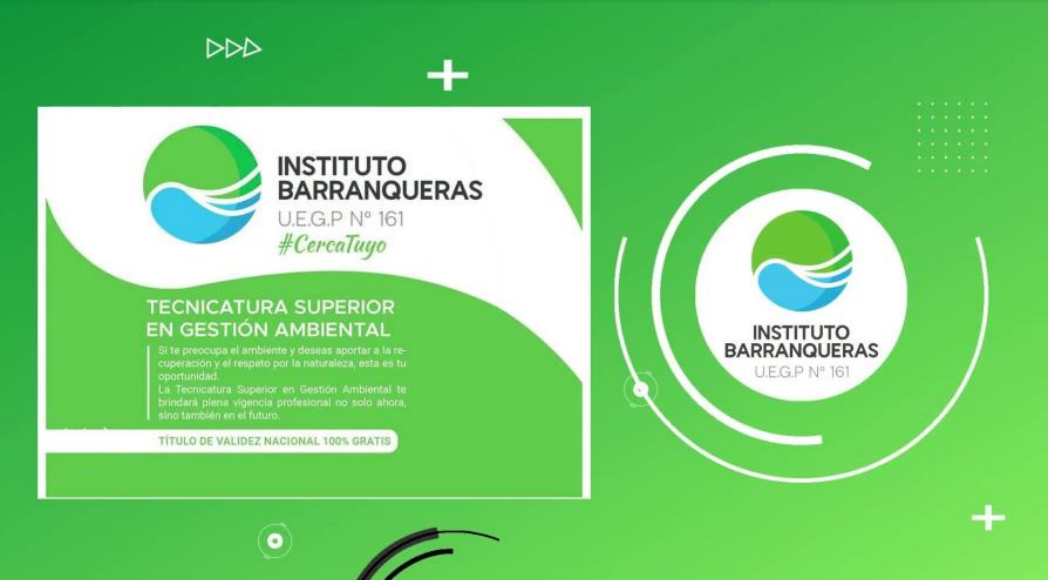 INSTITUTO
BARRANQUERAS
U.E.G.P Nº 161
#CercaTuyo
TECNICATURA SUPERIOR
EN GESTIÓN AMBIENTAL
Si te preocupa el ambiente y deseas aportar a la re-
cuperación y el respeto por la naturaleza, esta es tu
oportunidad.
La Tecnicatura Superior en Gestión Ambiental te
brindará plena vigencia profesional no solo ahora,
sino también en el futuro.
TÍTULO DE VALIDEZ NACIONAL 100% GRATIS
INSTITUTO
BARRANQUERAS
U.E.G.P Nº 161